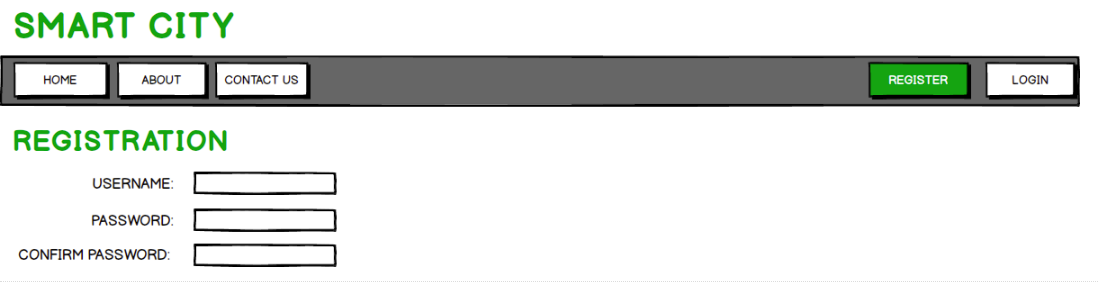 SMART CITY
HOME ABOUT CONTACT US REGISTER LOGIN
REGISTRATION
USERNAME:
PASSWORD:
CONFIRM PASSWORD: